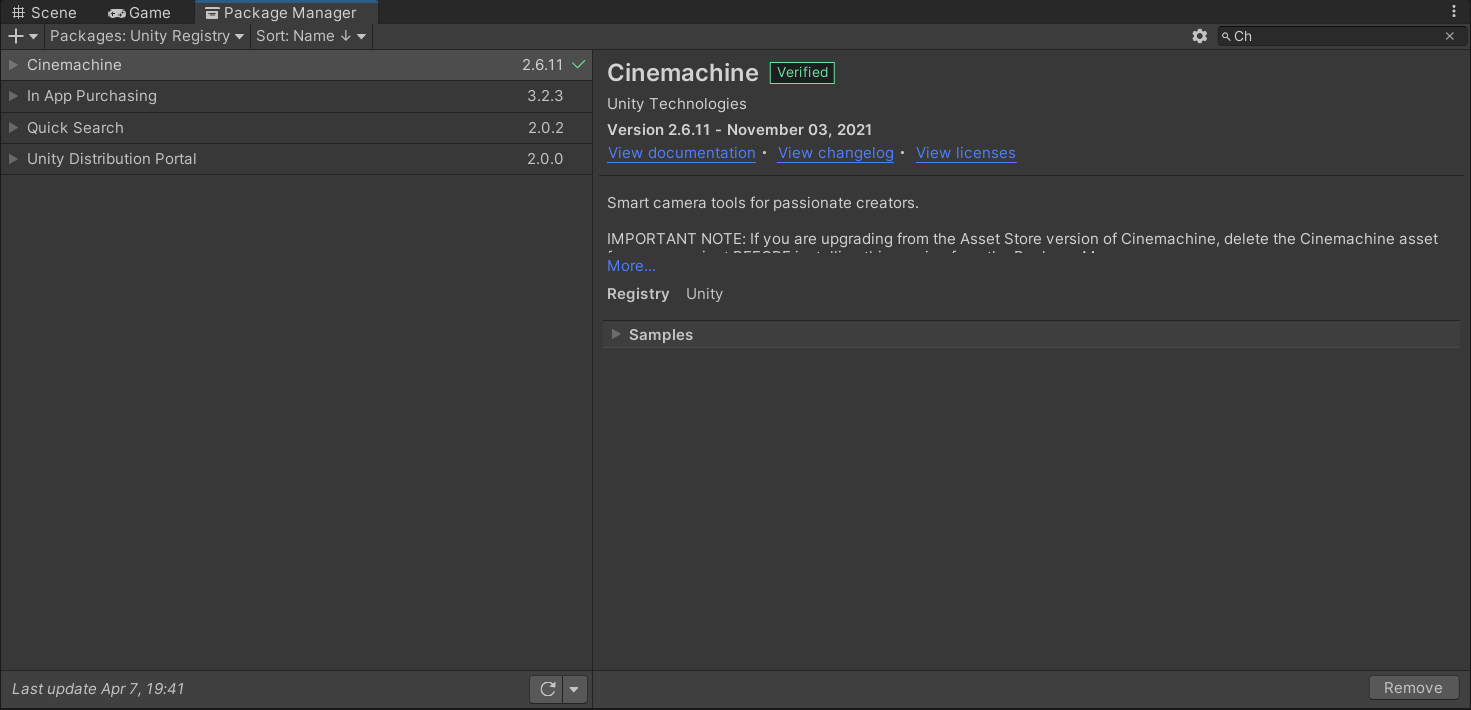 Scene Game Package Manager
Packages: Unity Registry Sort: Name ↓ Ch
Cinemachine 2.6.11
In App Purchasing 3.2.3
Quick Search 2.0.2
Unity Distribution Portal 2.0.0
Last update Apr 7, 19:41
Cinemachine Verified
Unity Technologies
Version 2.6.11 - November 03, 2021
View documentation • View changelog • View licenses
Smart camera tools for passionate creators.
IMPORTANT NOTE: If you are upgrading from the Asset Store version of Cinemachine, delete the Cinemachine asset
More...
Registry Unity
Samples
Remove